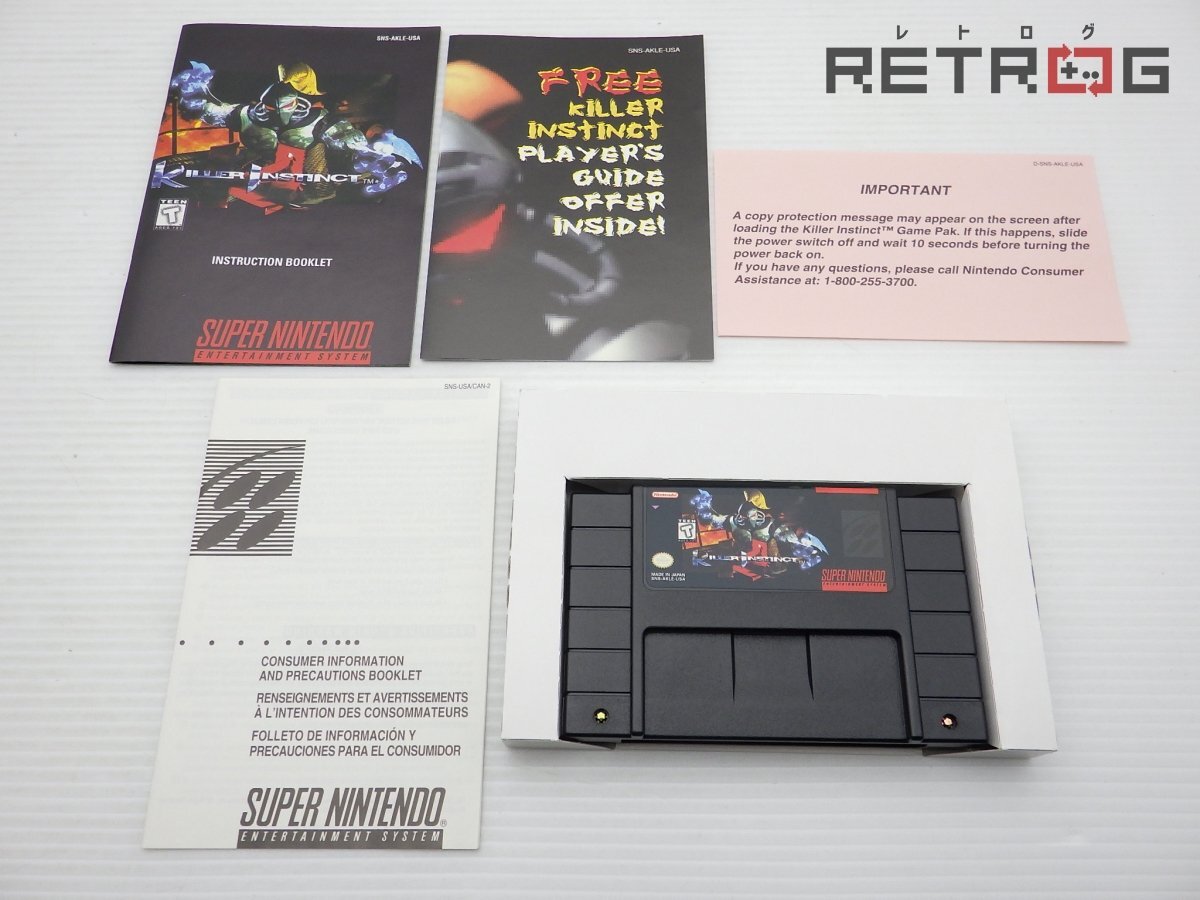 SNS-AKLE-USA
KILLER INSTINCT™
TEEN
T
AGES 13+
INSTRUCTION BOOKLET
SUPER NINTENDO
ENTERTAINMENT SYSTEM
SNS-AKLE-USA
FREE
KILLER
INSTINCT
PLAYER'S
GUIDE
OFFER
INSIDE!
レトログ
RETROG
D-SNS-AKLE-USA
IMPORTANT
A copy protection message may appear on the screen after
loading the Killer Instinct™ Game Pak. If this happens, slide
the power switch off and wait 10 seconds before turning the
power back on.
If you have any questions, please call Nintendo Consumer
Assistance at: 1-800-255-3700.
SNS-USA/CAN-2
CONSUMER INFORMATION
AND PRECAUTIONS BOOKLET
RENSEIGNEMENTS ET AVERTISSEMENTS
À L'INTENTION DES CONSOMMATEURS
FOLLETO DE INFORMACIÓN Y
PRECAUCIONES PARA EL CONSUMIDOR
SUPER NINTENDO®
ENTERTAINMENT SYSTEM
Nintendo
TEEN
T
KILLER INSTINCT
MADE IN JAPAN
SNS-AKLE-USA
SUPER NINTENDO
ENTERTAINMENT SYSTEM